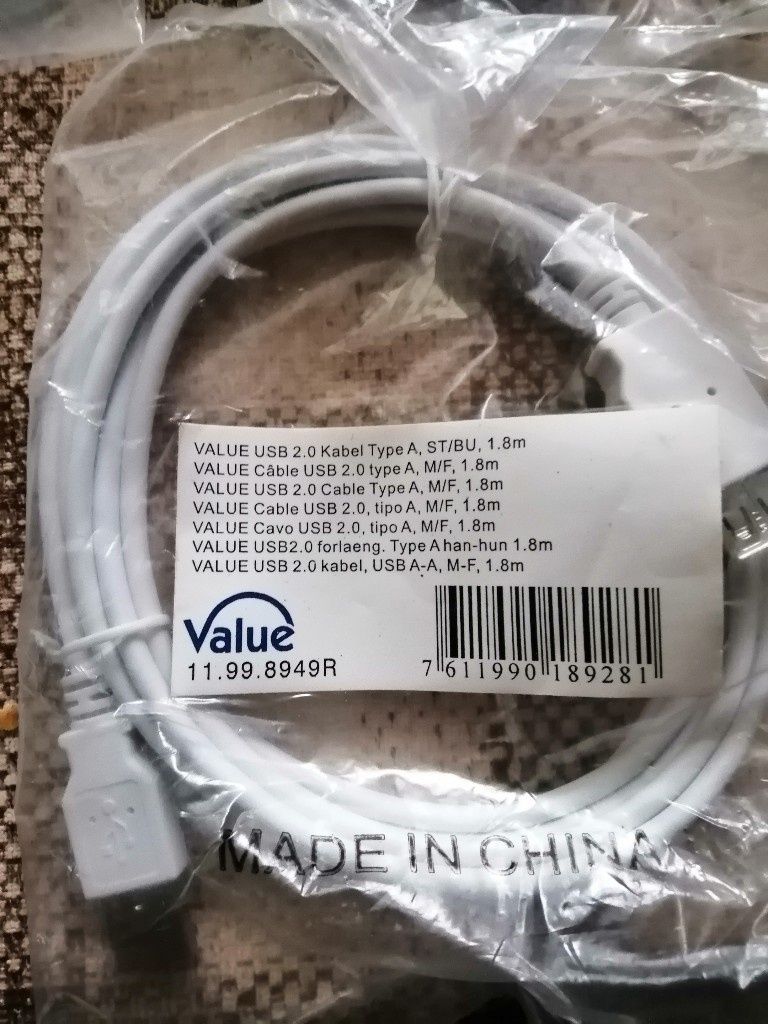 VALUE USB 2.0 Kabel Type A, ST/BU, 1.8m
VALUE Câble USB 2.0 type A, M/F, 1.8m
VALUE USB 2.0 Cable Type A, M/F, 1.8m
VALUE Cable USB 2.0, tipo A, M/F, 1.8m
VALUE Cavo USB 2.0, tipo A, M/F, 1.8m
VALUE USB2.0 forlaeng. Type A han-hun 1.8m
VALUE USB 2.0 kabel, USB A-A, M-F, 1.8m
Value
11.99.8949R
7 611990 189281
MADE IN CHINA